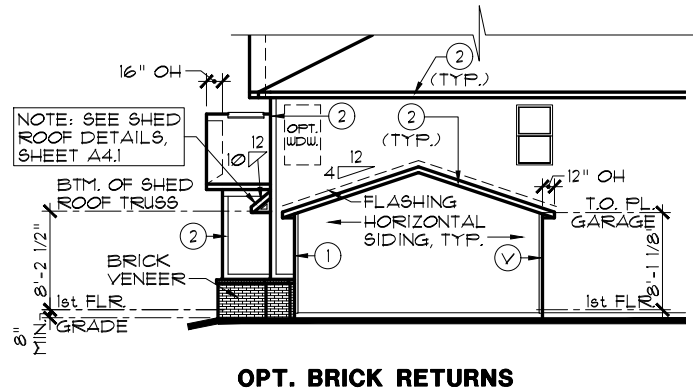 2
(TYP.)
16" OH
2
2
(TYP.)
NOTE: SEE SHED
ROOF DETAILS,
SHEET A4.1
OPT.
WDW.
12
10
12
4
BTM. OF SHED
ROOF TRUSS
12" OH
FLASHING
HORIZONTAL
SIDING, TYP.
T.O. PL.
GARAGE
2
1
V
BRICK
VENEER
8'-2 1/2"
8'-1 1/8"
1st FLR.
1st FLR.
GRADE
8"
MIN.
OPT. BRICK RETURNS